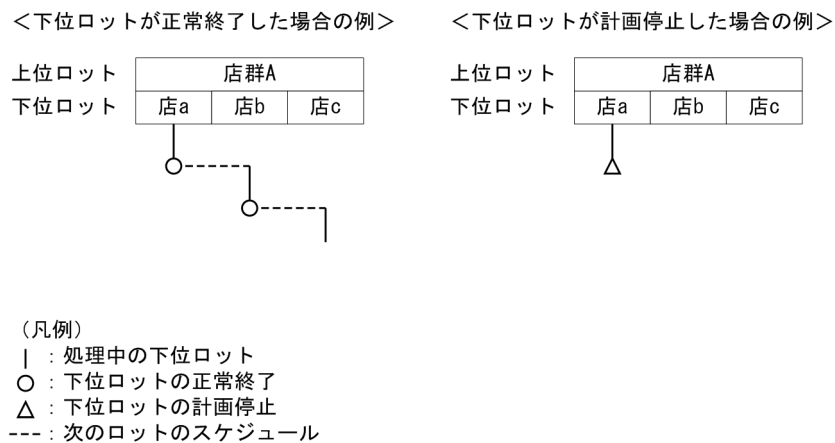 ＜下位ロットが正常終了した場合の例＞
＜下位ロットが計画停止した場合の例＞
上位ロット 店群A
下位ロット 店a 店b 店c
上位ロット 店群A
下位ロット 店a 店b 店c
（凡例）
｜：処理中の下位ロット
○：下位ロットの正常終了
△：下位ロットの計画停止
---：次のロットのスケジュール